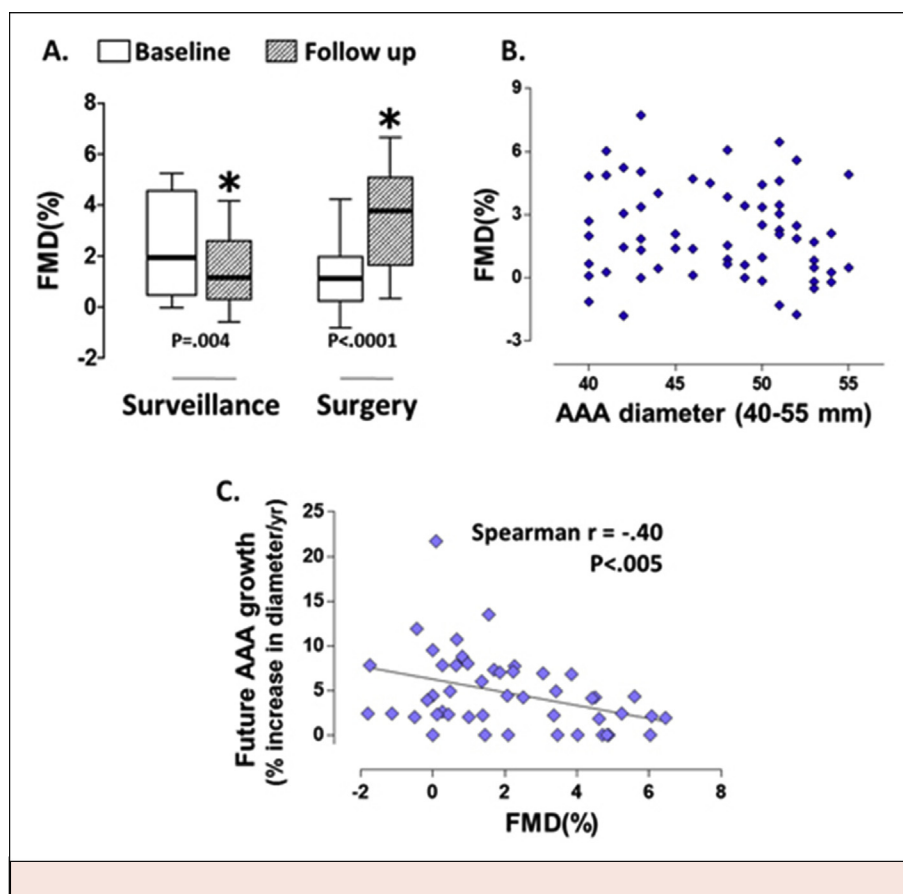 A. Baseline Follow up
FMD(%)
8
6
4
2
0
-2
*
*
P=.004
P<.0001
Surveillance
Surgery
B.
FMD(%)
9
6
3
0
-3
40 45 50 55
AAA diameter (40-55 mm)
C.
Future AAA growth
(% increase in diameter/yr)
25
20
15
10
5
0
Spearman r = -.40
P<.005
-2 0 2 4 6 8
FMD(%)